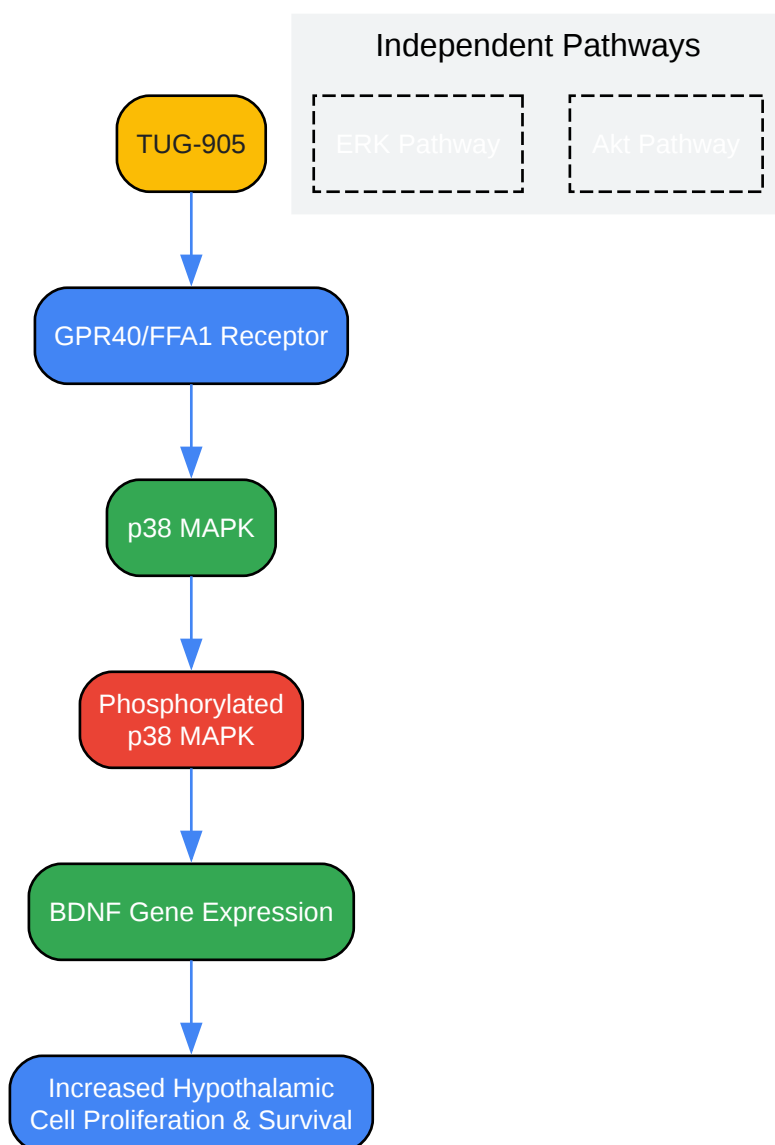 Independent Pathways
TUG-905
ERK Pathway
Akt Pathway
GPR40/FFA1 Receptor
p38 MAPK
Phosphorylated
p38 MAPK
BDNF Gene Expression
Increased Hypothalamic
Cell Proliferation & Survival